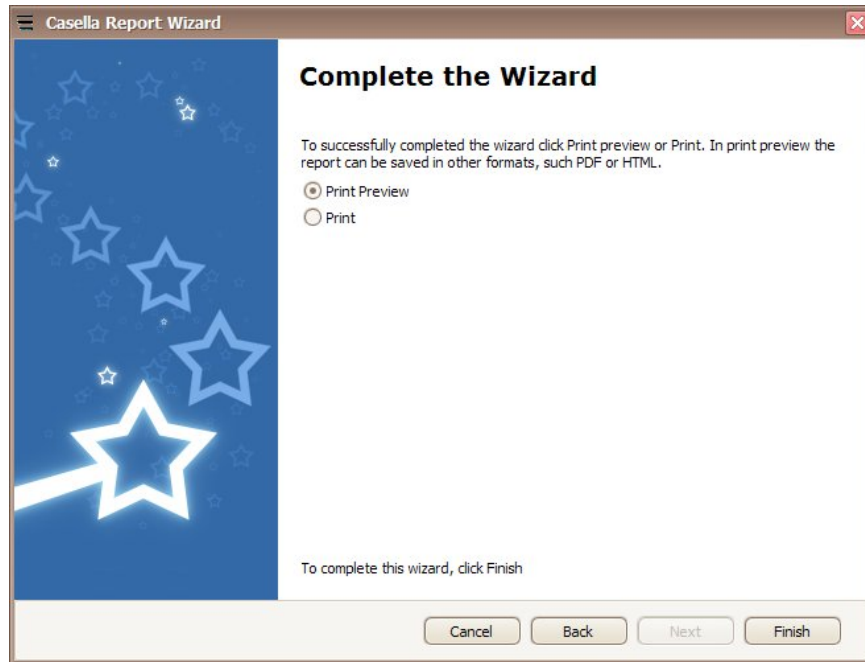 Casella Report Wizard
Complete the Wizard
To successfully completed the wizard click Print preview or Print. In print preview the
report can be saved in other formats, such PDF or HTML.
Print Preview
Print
To complete this wizard, click Finish
Cancel Back Next Finish